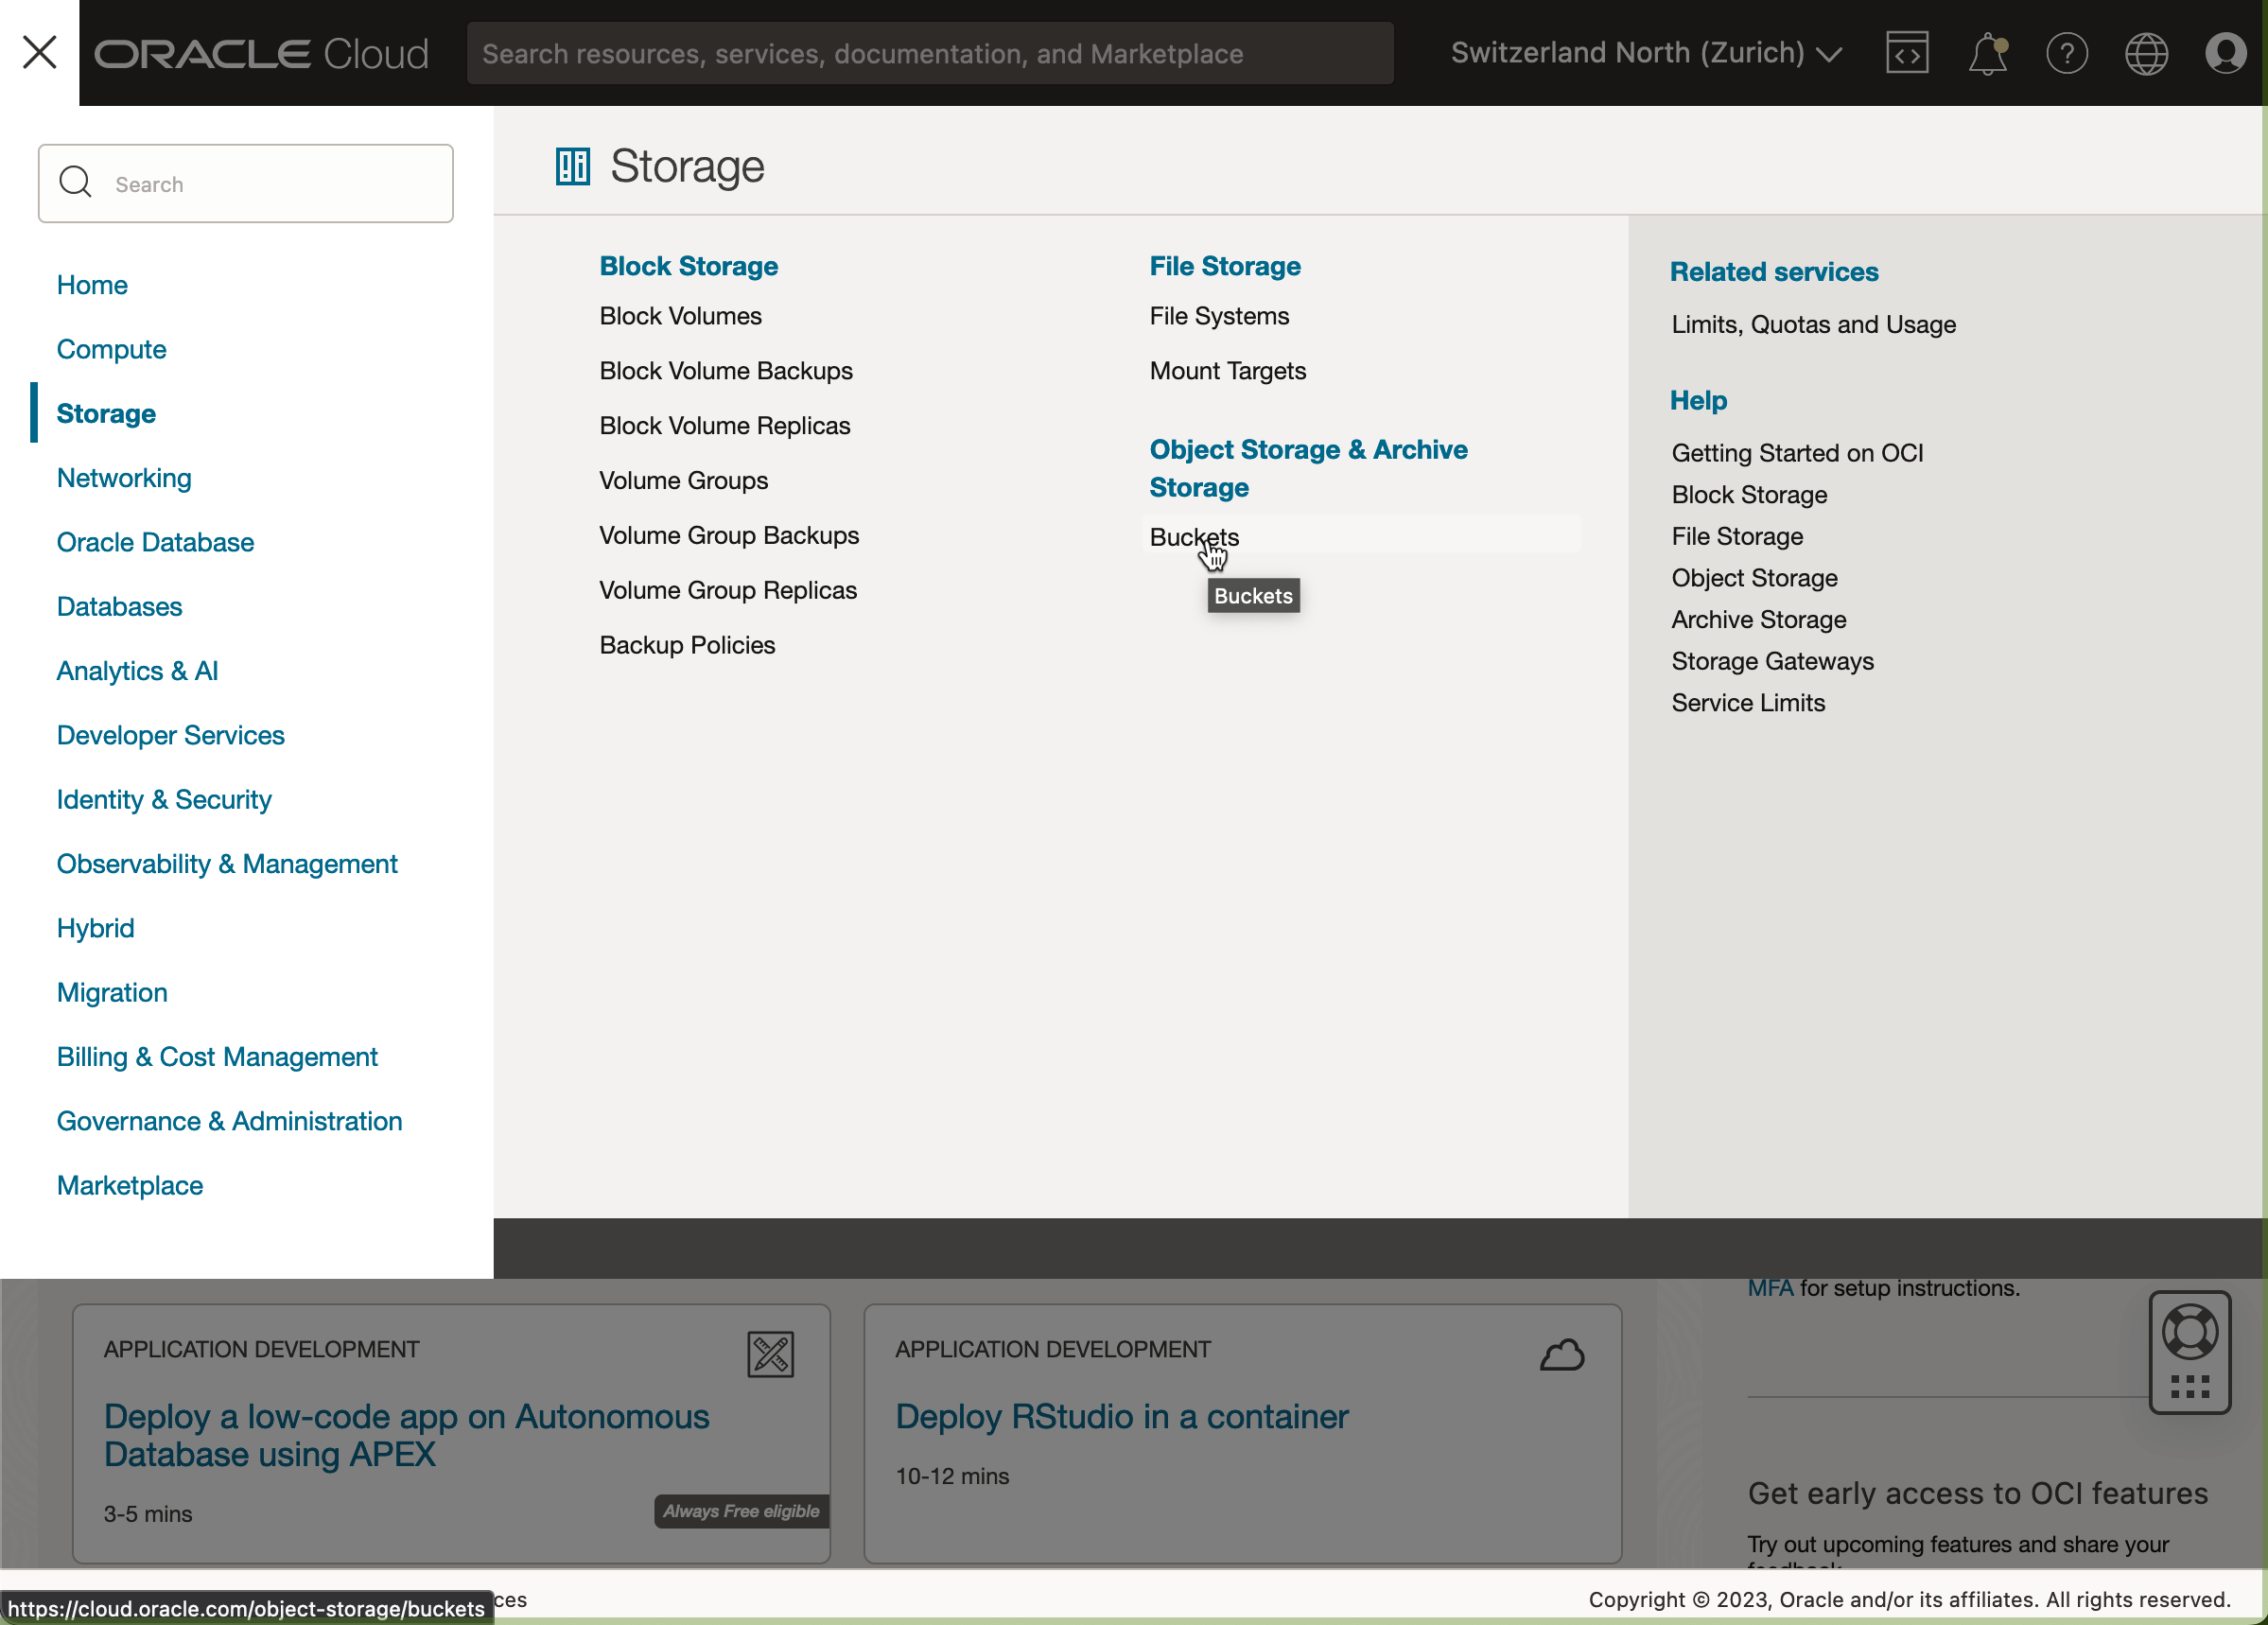 ORACLE Cloud
Search resources, services, documentation, and Marketplace
Switzerland North (Zurich)
Search
Home
Compute
Storage
Networking
Oracle Database
Databases
Analytics & AI
Developer Services
Identity & Security
Observability & Management
Hybrid
Migration
Billing & Cost Management
Governance & Administration
Marketplace
Storage
Block Storage
Block Volumes
Block Volume Backups
Block Volume Replicas
Volume Groups
Volume Group Backups
Volume Group Replicas
Backup Policies
File Storage
File Systems
Mount Targets
Object Storage & Archive
Storage
Buckets
Buckets
Related services
Limits, Quotas and Usage
Help
Getting Started on OCI
Block Storage
File Storage
Object Storage
Archive Storage
Storage Gateways
Service Limits
MFA for setup instructions.
APPLICATION DEVELOPMENT
Deploy a low-code app on Autonomous
Database using APEX
3-5 mins
Always Free eligible
APPLICATION DEVELOPMENT
Deploy RStudio in a container
10-12 mins
Get early access to OCI features
Try out upcoming features and share your
https://cloud.oracle.com/object-storage/buckets
Copyright © 2023, Oracle and/or its affiliates. All rights reserved.